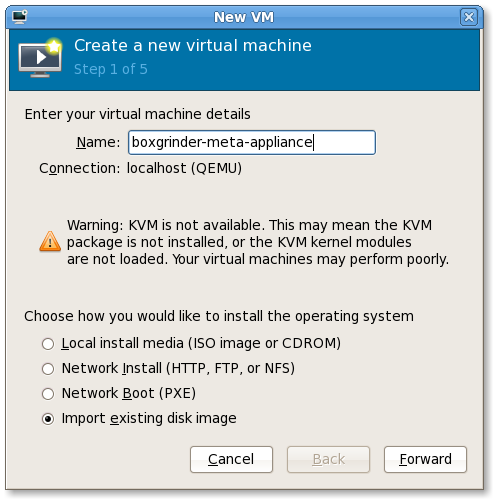 New VM
Create a new virtual machine
Step 1 of 5
Enter your virtual machine details
Name: boxgrinder-meta-appliance
Connection: localhost (QEMU)
Warning: KVM is not available. This may mean the KVM
package is not installed, or the KVM kernel modules
are not loaded. Your virtual machines may perform poorly.
Choose how you would like to install the operating system
Local install media (ISO image or CDROM)
Network Install (HTTP, FTP, or NFS)
Network Boot (PXE)
Import existing disk image
Cancel Back Forward